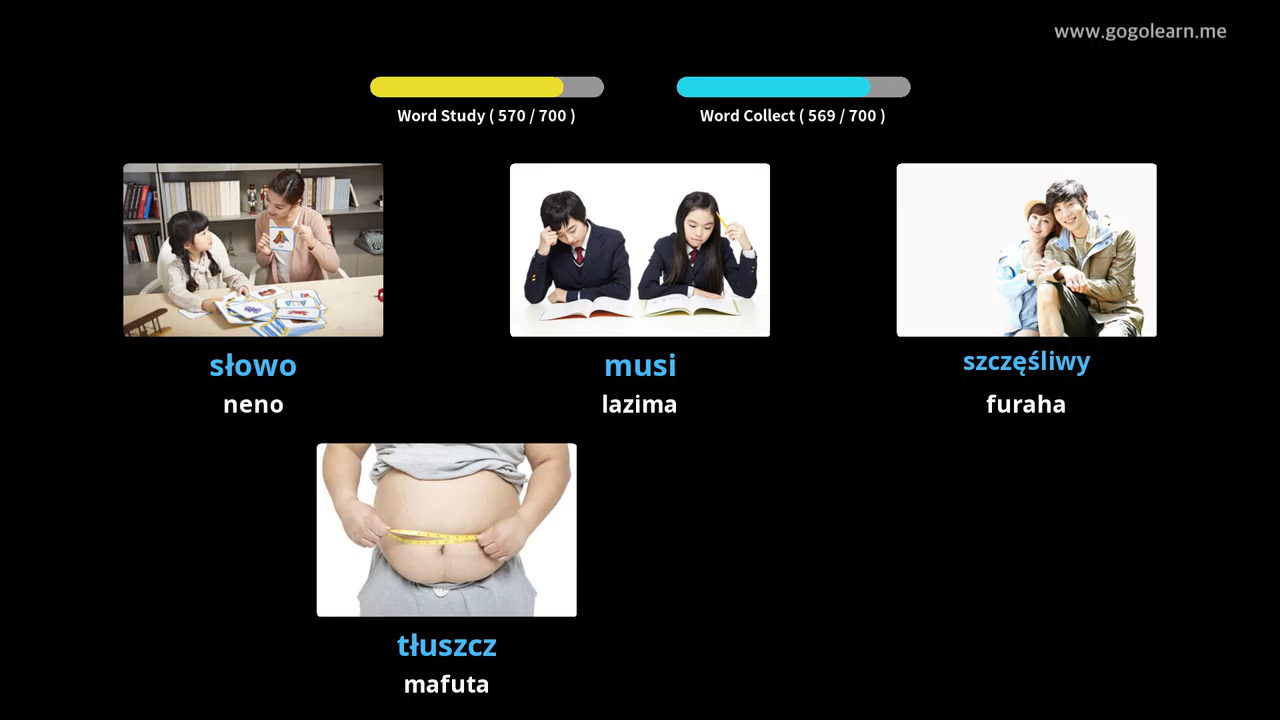 www.gogolearn.me
Word Study ( 570 / 700 )
Word Collect ( 569 / 700 )
słowo
neno
musi
lazima
szczęśliwy
furaha
tłuszcz
mafuta